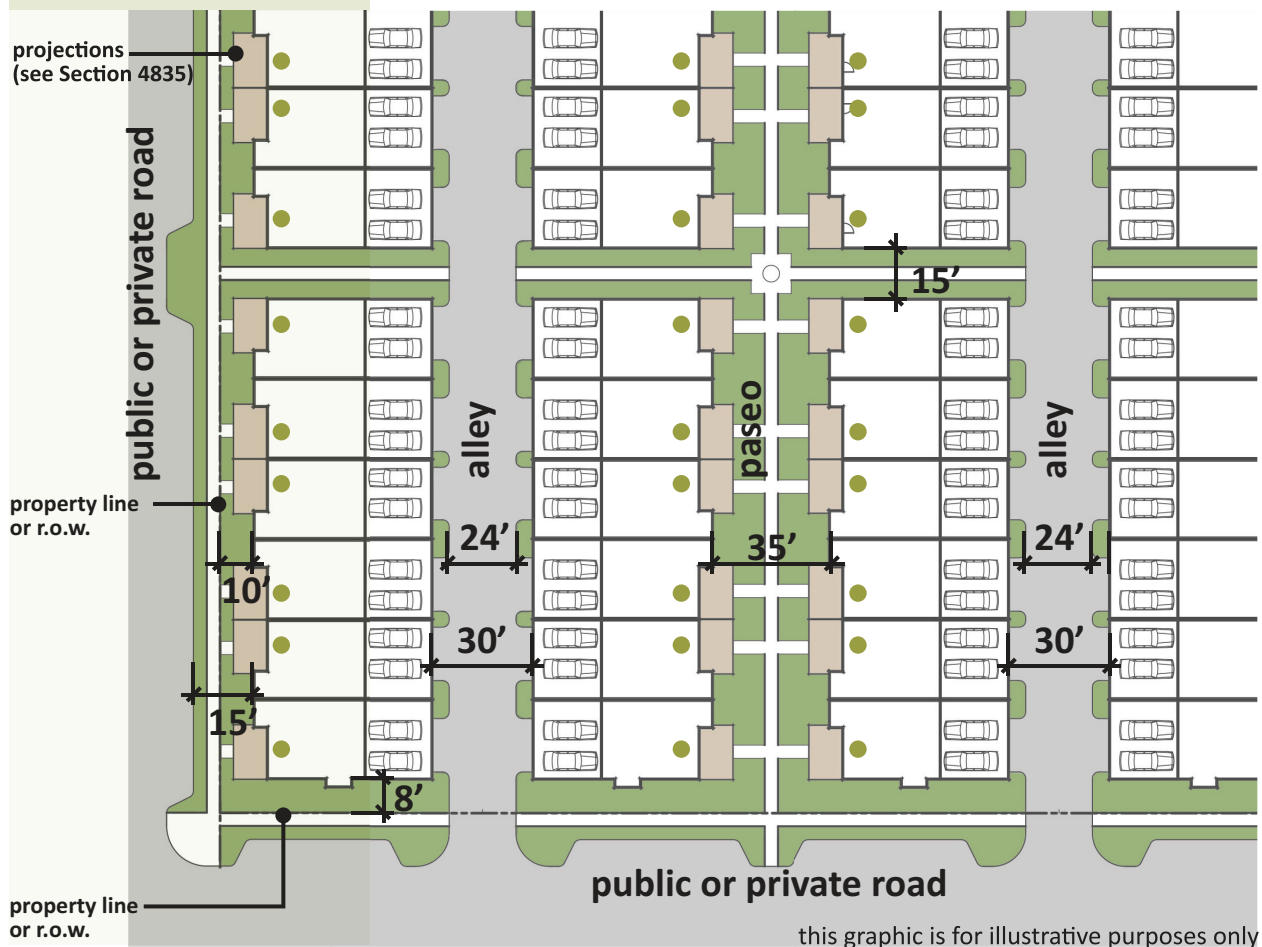 projections
(see Section 4835)
public or private road
15’
alley
paseo
alley
property line
or r.o.w.
24’
35’
24’
10’
30’
30’
15’
8’
public or private road
property line
or r.o.w.
this graphic is for illustrative purposes only